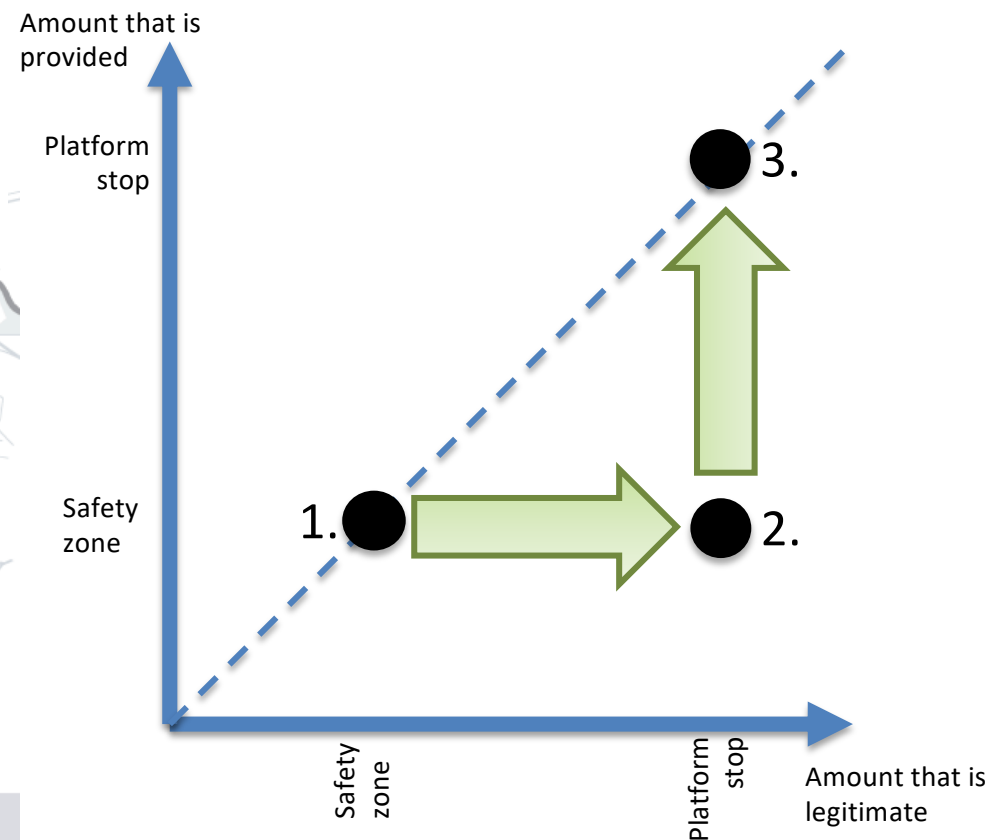 Amount that is
provided
Platform
stop
3.
Safety
zone
1.
2.
Safety
zone
Platform
stop
Amount that is
legitimate